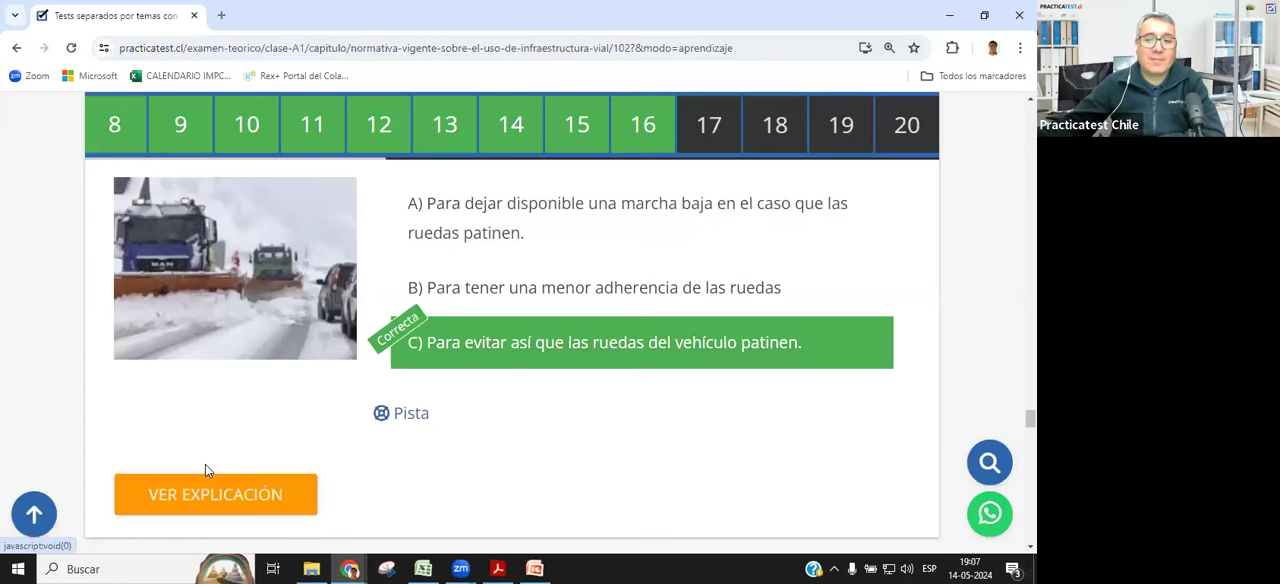 Tests separados por temas con
practicatest.cl/examen-teorico/clase-A1/capitulo/normativa-vigente-sobre-el-uso-de-infraestructura-vial/102?&modo=aprendizaje
Zoom
Microsoft
CALENDARIO IMPC...
Rex+ Portal del Cola...
Todos los marcadores
8 9 10 11 12 13 14 15 16 17 18 19 20
A) Para dejar disponible una marcha baja en el caso que las
ruedas patinen.
B) Para tener una menor adherencia de las ruedas
Correcta
C) Para evitar así que las ruedas del vehículo patinen.
Pista
VER EXPLICACIÓN
javascript:void(0)
Buscar
ESP
19:07
14-05-2024
3
PRACTICATEST.cl
Practicatest Chile
MAN